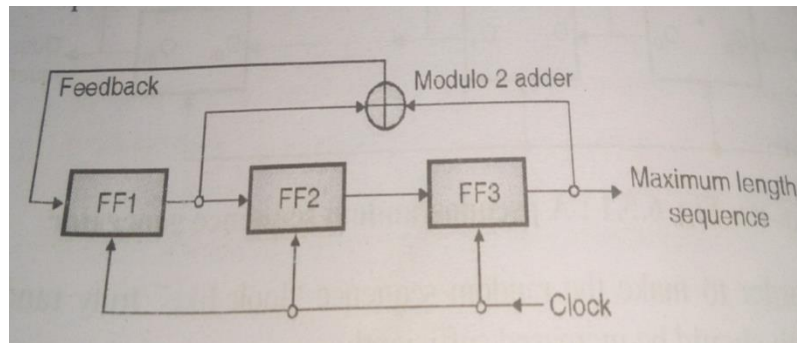 Feedback
Modulo 2 adder
FF1
FF2
FF3
Maximum length
sequence
Clock